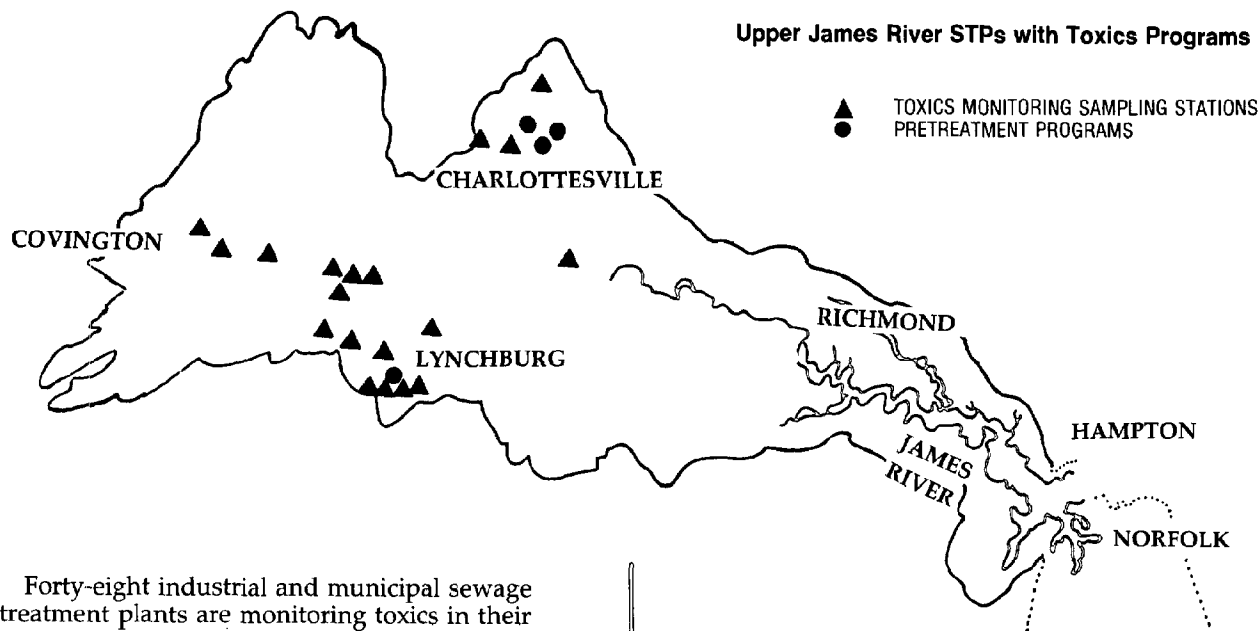 Upper James River STPs with Toxics Programs
TOXICS MONITORING SAMPLING STATIONS
PRETREATMENT PROGRAMS
CHARLOTTESVILLE
COVINGTON
RICHMOND
LYNCHBURG
HAMPTON
JAMES
RIVER
NORFOLK
Forty-eight industrial and municipal sewage
treatment plants are monitoring toxics in their